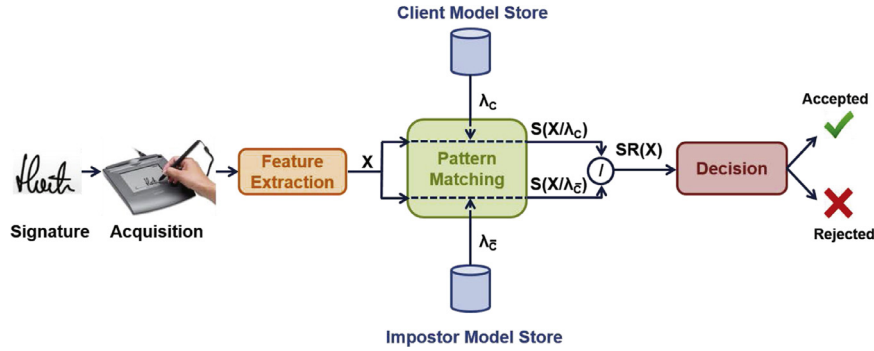 Client Model Store
λC
Accepted
S(X/λC)
Feature
Extraction
X
Pattern
Matching
SR(X)
/
Decision
S(X/λC̄)
Signature
Acquisition
λC̄
Rejected
Impostor Model Store